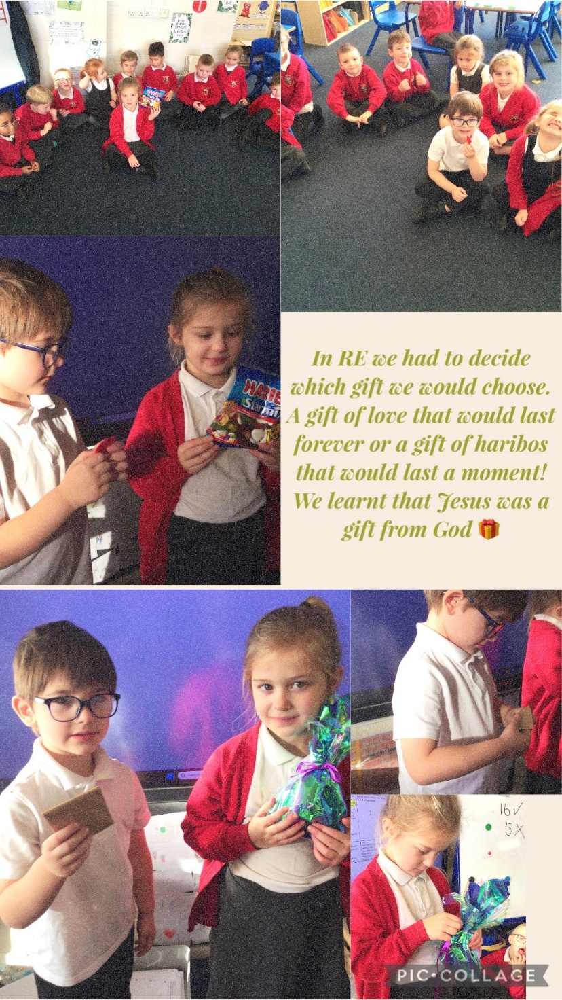 HARIBO
Starmix
In RE we had to decide
which gift we would choose.
A gift of love that would last
forever or a gift of haribos
that would last a moment!
We learnt that Jesus was a
gift from God 🎁
16✓
5X
PIC•COLLAGE